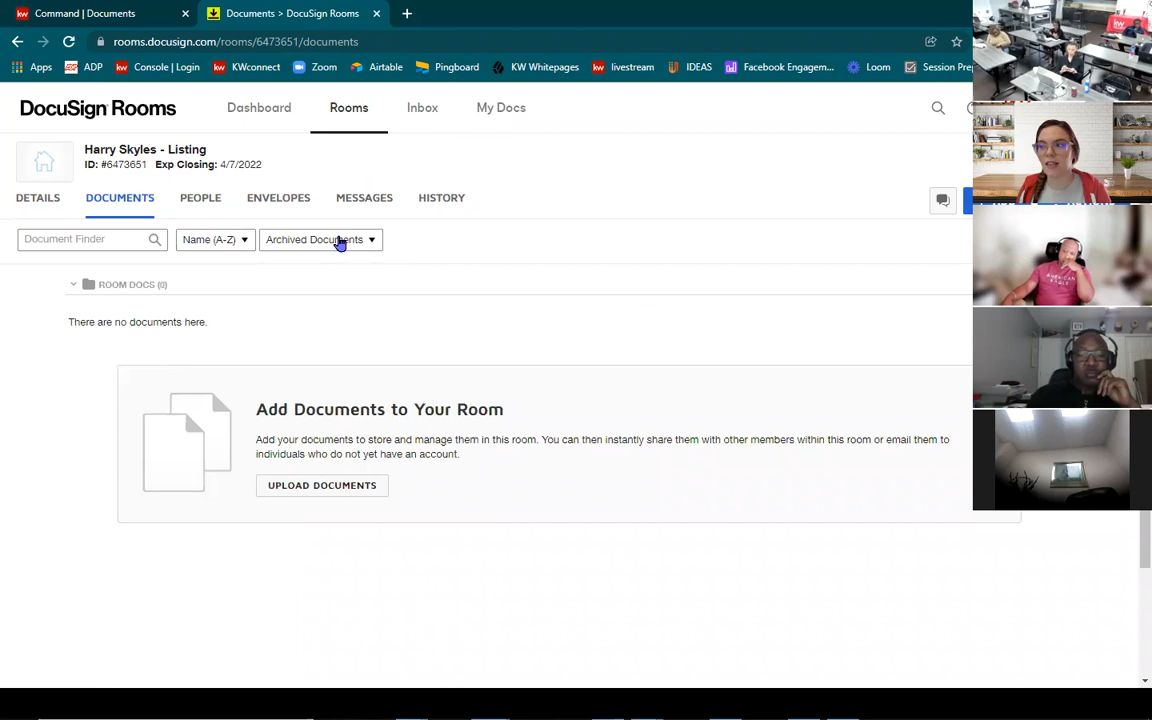 kw Command | Documents
Documents > DocuSign Rooms
rooms.docusign.com/rooms/6473651/documents
Apps ADP Console | Login KWconnect Zoom Airtable Pingboard KW Whitepages livestream IDEAS Facebook Engagem... Loom Session Prep
DocuSign Rooms Dashboard Rooms Inbox My Docs
Harry Skyles - Listing
ID: #6473651 Exp Closing: 4/7/2022
DETAILS DOCUMENTS PEOPLE ENVELOPES MESSAGES HISTORY
Document Finder Name (A-Z) Archived Documents
ROOM DOCS (0)
There are no documents here.
Add Documents to Your Room
Add your documents to store and manage them in this room. You can then instantly share them with other members within this room or email them to
individuals who do not yet have an account.
UPLOAD DOCUMENTS
AMERICAN
EAGLE